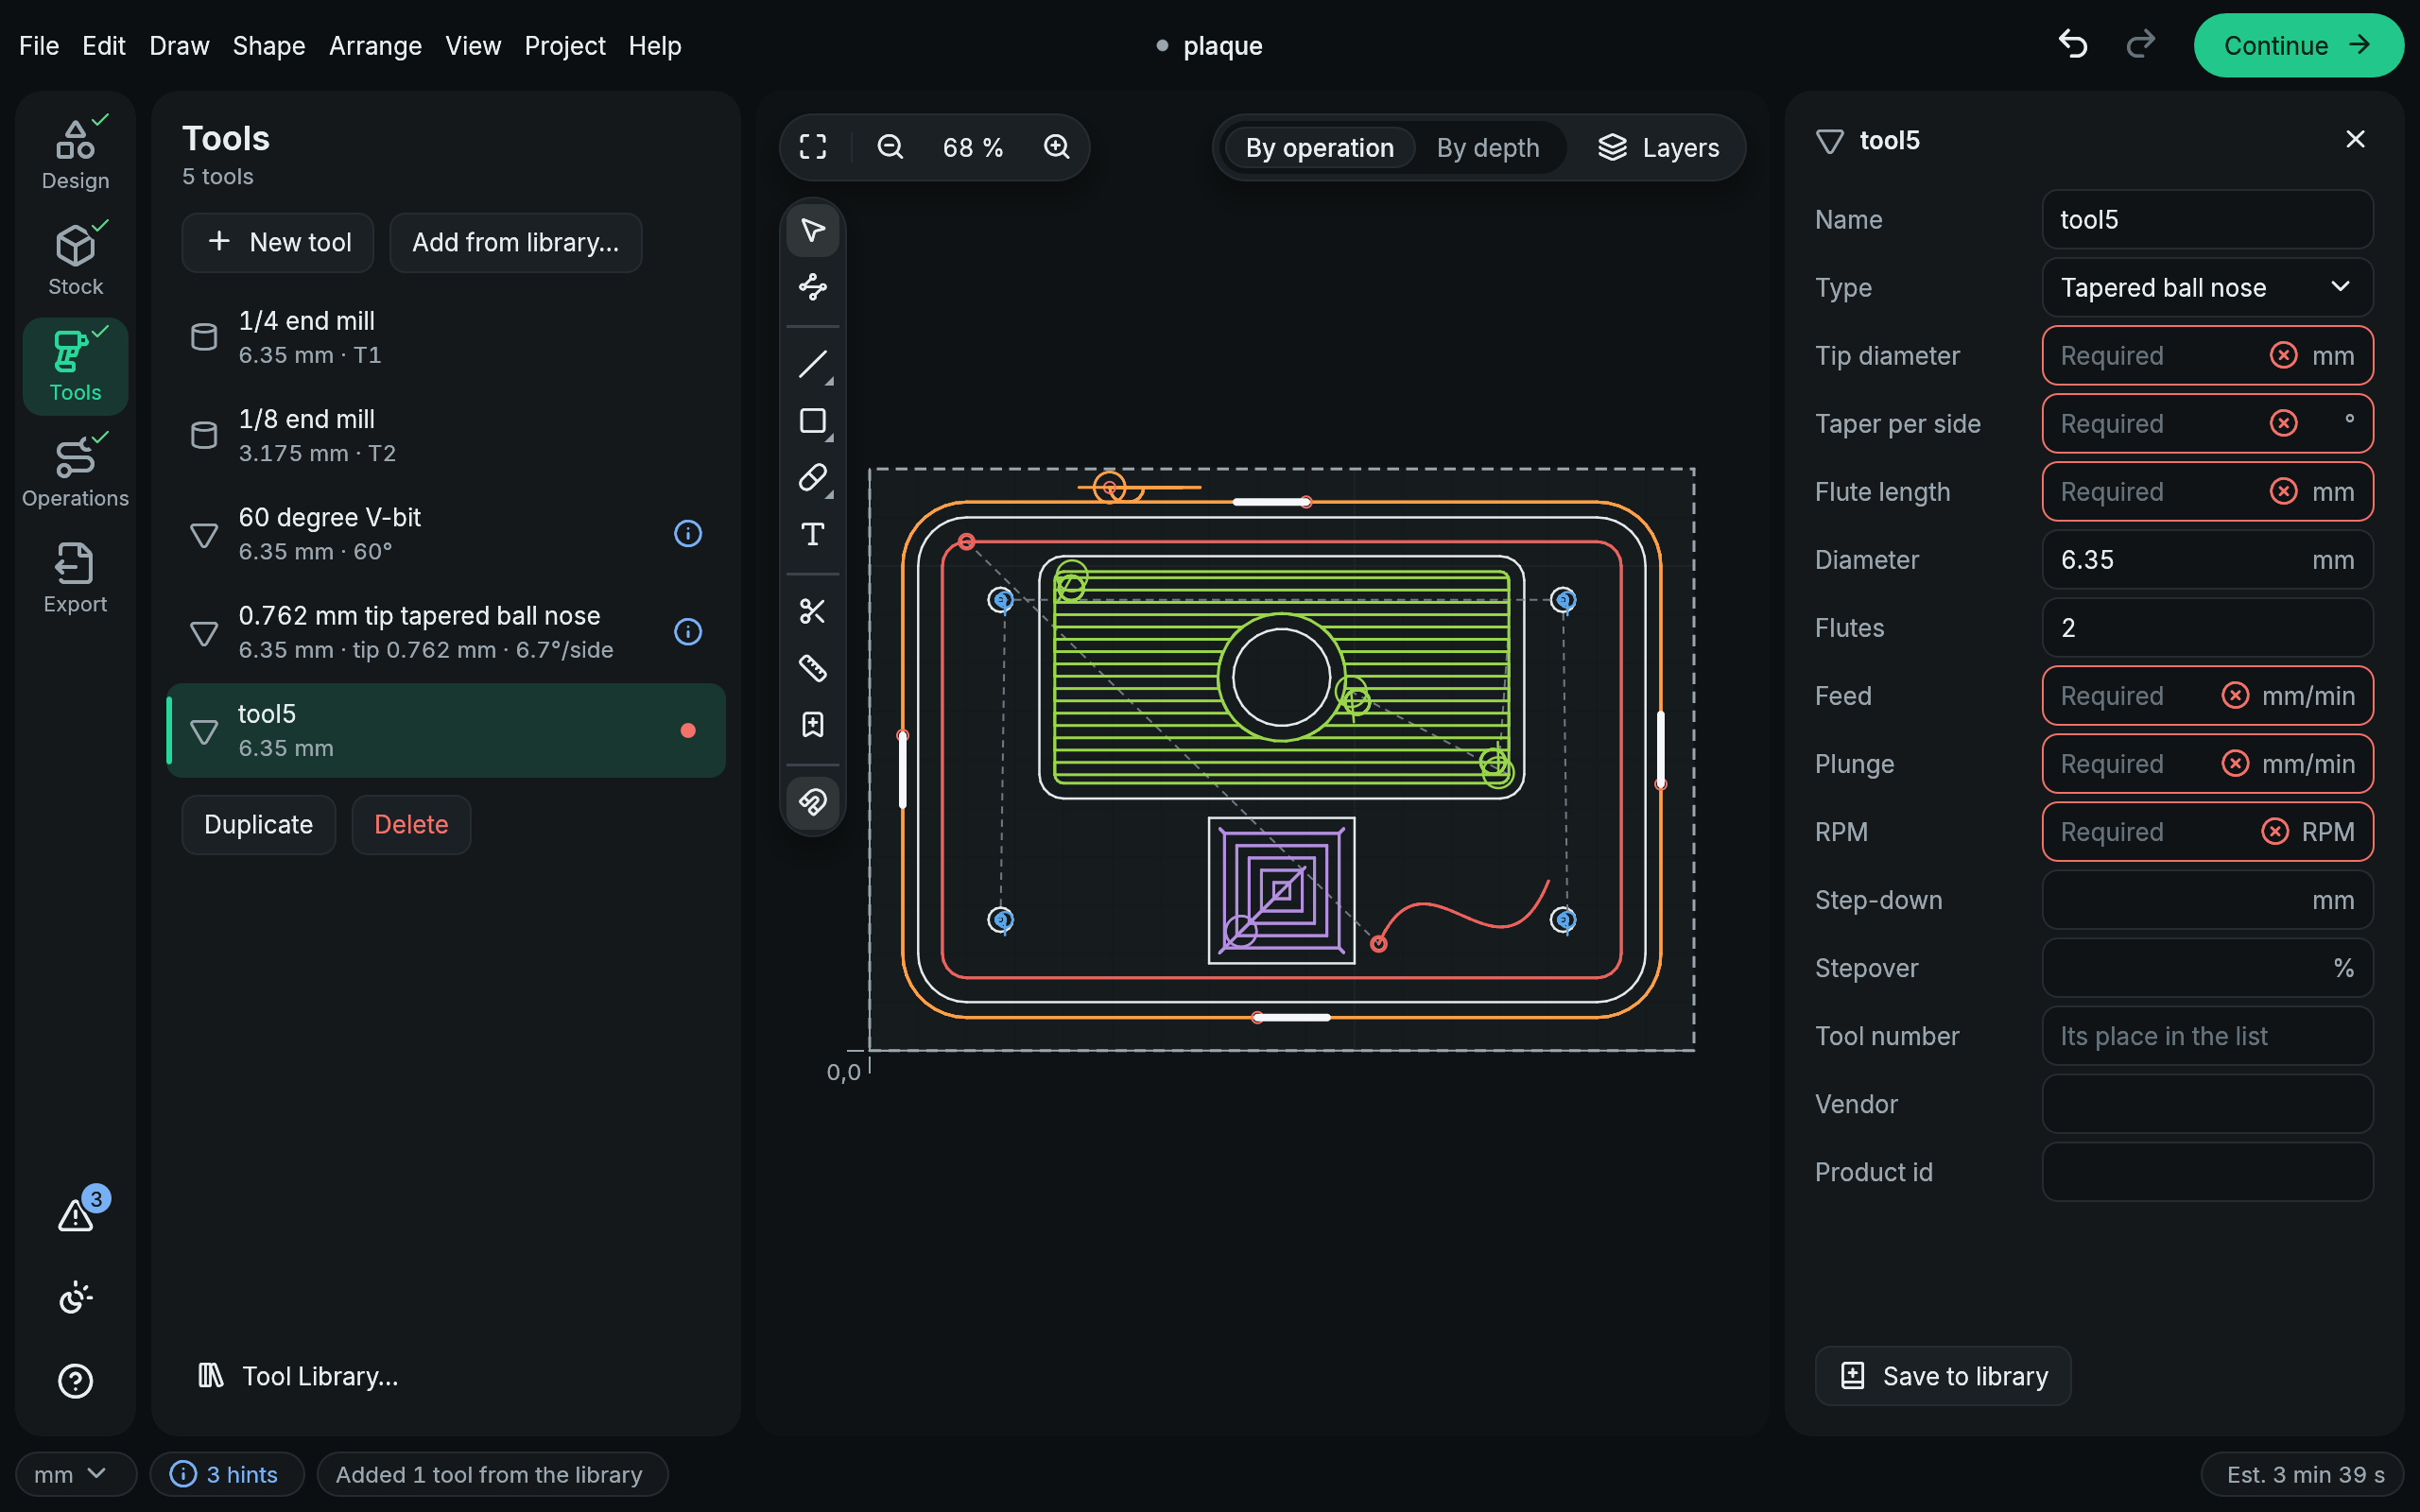 File Edit Draw Shape Arrange View Project Help
plaque
Continue
Design
Stock
Tools
Operations
Export
3
Tools
5 tools
New tool
Add from library...
1/4 end mill
6.35 mm · T1
1/8 end mill
3.175 mm · T2
60 degree V-bit
6.35 mm · 60°
0.762 mm tip tapered ball nose
6.35 mm · tip 0.762 mm · 6.7°/side
tool5
6.35 mm
Duplicate
Delete
Tool Library...
68 %
By operation
By depth
Layers
0,0
tool5
Name tool5
Type Tapered ball nose
Tip diameter Required mm
Taper per side Required °
Flute length Required mm
Diameter 6.35 mm
Flutes 2
Feed Required mm/min
Plunge Required mm/min
RPM Required RPM
Step-down mm
Stepover %
Tool number Its place in the list
Vendor
Product id
Save to library
mm
3 hints
Added 1 tool from the library
Est. 3 min 39 s